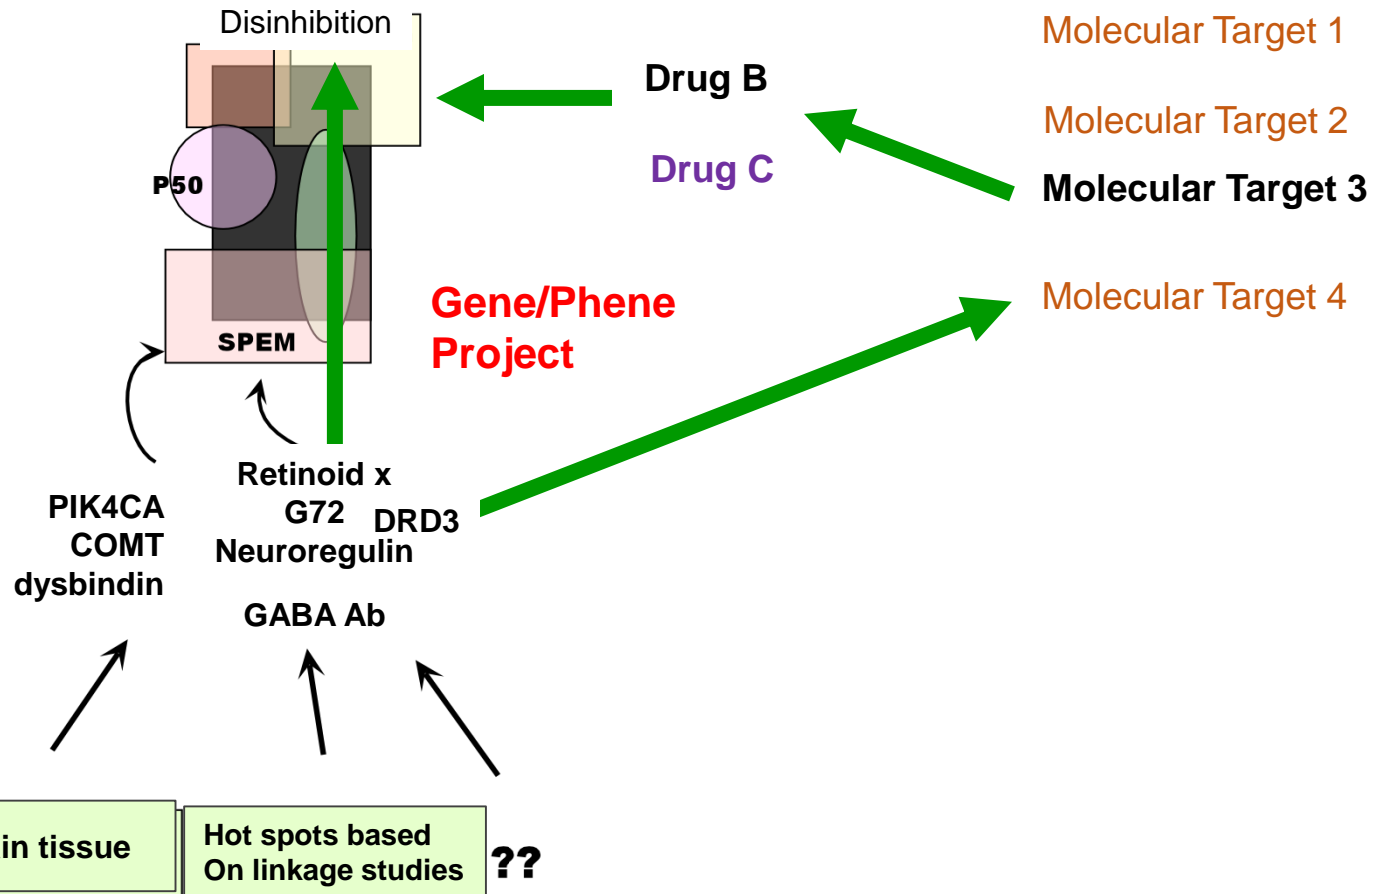 Disinhibition
Molecular Target 1
Drug B
Molecular Target 2
Drug C
P50
Molecular Target 3
Gene/Phene
Project
Molecular Target 4
SPEM
Retinoid x
PIK4CA
G72
DRD3
COMT
Neuroregulin
dysbindin
GABA Ab
in tissue
Hot spots based
On linkage studies
??